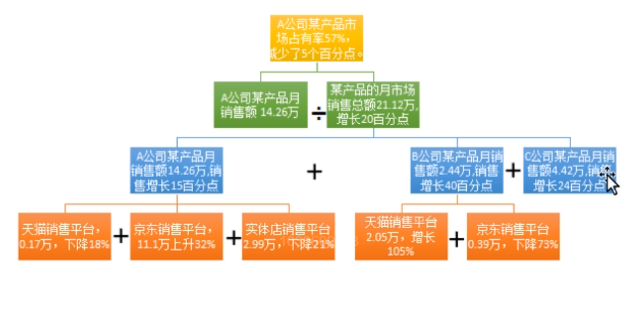 A公司某产品市
场占有率57%，
减少了5个百分点。
A公司某产品月
销售额 14.26万
÷
某产品的月市场
销售总额21.12万,
增长20百分点
A公司某产品月
销售额14.26万,销
售增长15百分点
+
B公司某产品月销
售额2.44万,销售
增长40百分点
+
C公司某产品月销
售额4.42万,销售
增长24百分点
天猫销售平台，
0.17万，下降18%
+
京东销售平台，
11.1万上升32%
+
实体店销售平台
2.99万，下降21%
天猫销售平台
2.05万，增长
105%
+
京东销售平台
0.39万，下降73%